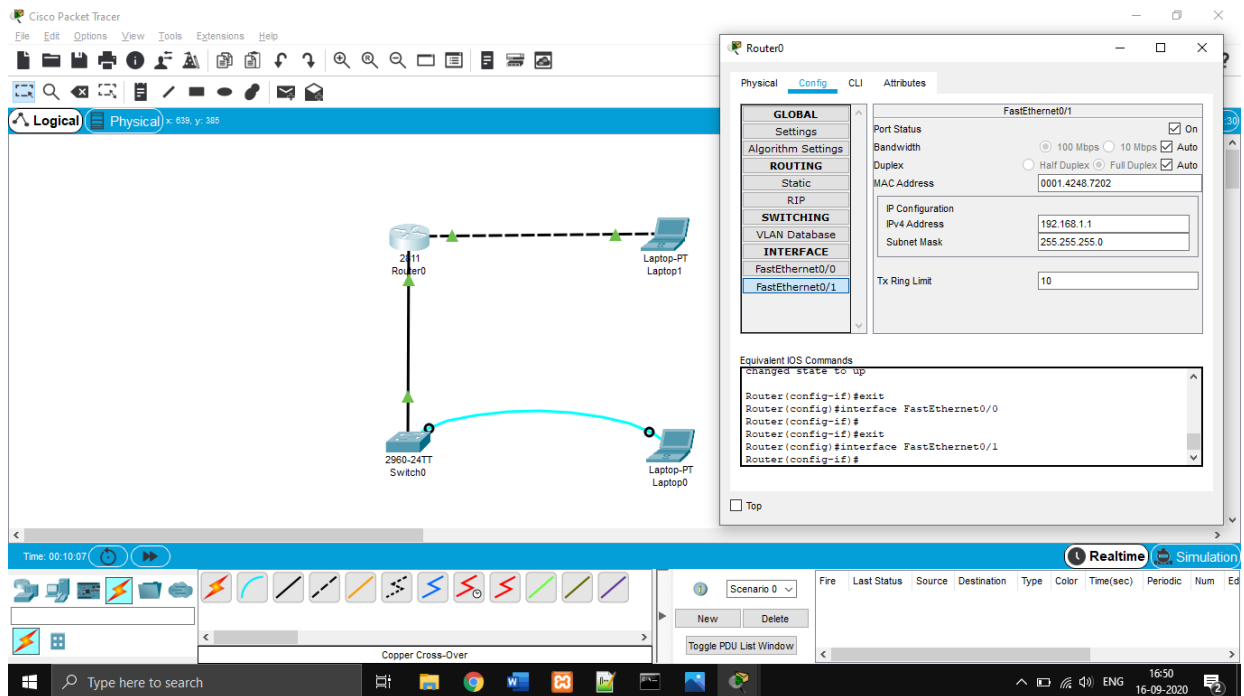 Cisco Packet Tracer
File Edit Options View Tools Extensions Help
Logical Physical x: 639, y: 385
:30
2811
Router0
Laptop-PT
Laptop1
2960-24TT
Switch0
Laptop-PT
Laptop0
Router0
Physical Config CLI Attributes
GLOBAL
Settings
Algorithm Settings
ROUTING
Static
RIP
SWITCHING
VLAN Database
INTERFACE
FastEthernet0/0
FastEthernet0/1
FastEthernet0/1
Port Status On
Bandwidth 100 Mbps 10 Mbps Auto
Duplex Half Duplex Full Duplex Auto
MAC Address 0001.4248.7202
IP Configuration
IPv4 Address 192.168.1.1
Subnet Mask 255.255.255.0
Tx Ring Limit 10
Equivalent IOS Commands
changed state to up
Router(config-if)#exit
Router(config)#interface FastEthernet0/0
Router(config-if)#
Router(config-if)#exit
Router(config)#interface FastEthernet0/1
Router(config-if)#
Top
Time: 00:10:07
Realtime Simulation
Scenario 0
New Delete
Toggle PDU List Window
Fire Last Status Source Destination Type Color Time(sec) Periodic Num Ed
Copper Cross-Over
Type here to search
ENG
16:50
16-09-2020
2